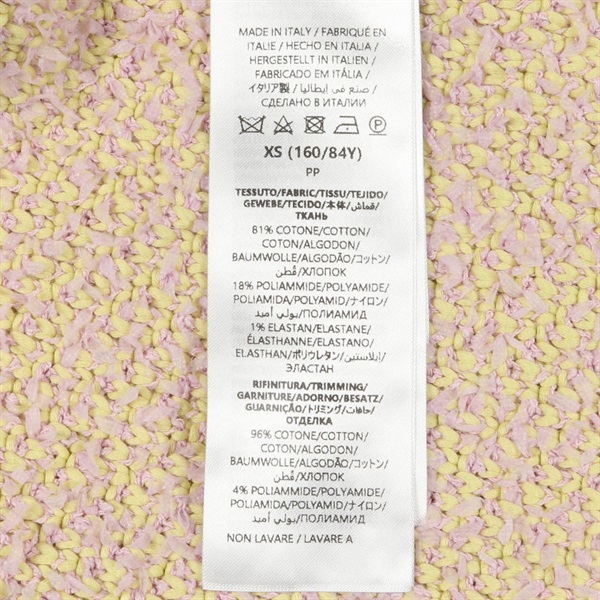 MADE IN ITALY / FABRIQUÉ EN
ITALIE / HECHO EN ITALIA /
HERGESTELLT IN ITALIEN /
FABRICADO EM ITÁLIA /
イタリア製 / صنع في إيطاليا /
СДЕЛАНО В ИТАЛИИ
XS (160/84Y)
PP
TESSUTO/FABRIC/TISSU/TEJIDO/
GEWEBE/TECIDO/本体/قماش/
ТКАНЬ
81% COTONE/COTTON/
COTON/ALGODON/
BAUMWOLLE/ALGODÃO/コットン/
قُطن/ХЛОПОК
18% POLIAMMIDE/POLYAMIDE/
POLIAMIDA/POLYAMID/ナイロン/
بولي أميد/ПОЛИАМИД
1% ELASTAN/ELASTANE/
ÉLASTHANNE/ELASTANO/
ELASTHAN/ポリウレタン/إيلاستين/
ЭЛАСТАН
RIFINITURA/TRIMMING/
GARNITURE/ADORNO/BESATZ/
GUARNIÇÃO/トリミング/حافات/
ОТДЕЛКА
96% COTONE/COTTON/
COTON/ALGODON/
BAUMWOLLE/ALGODÃO/コットン/
قُطن/ХЛОПОК
4% POLIAMMIDE/POLYAMIDE/
POLIAMIDA/POLYAMID/ナイロン/
بولي أميد/ПОЛИАМИД
NON LAVARE / LAVARE A